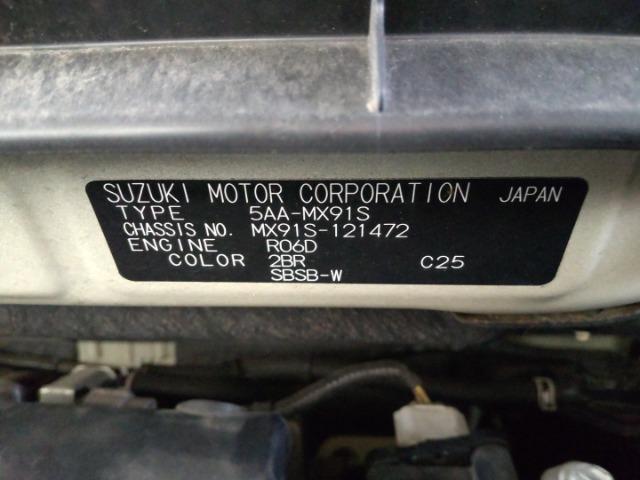 SUZUKI MOTOR CORPORATION JAPAN
TYPE 5AA-MX91S
CHASSIS NO. MX91S-121472
ENGINE R06D
COLOR 2BR C25
SBSB-W